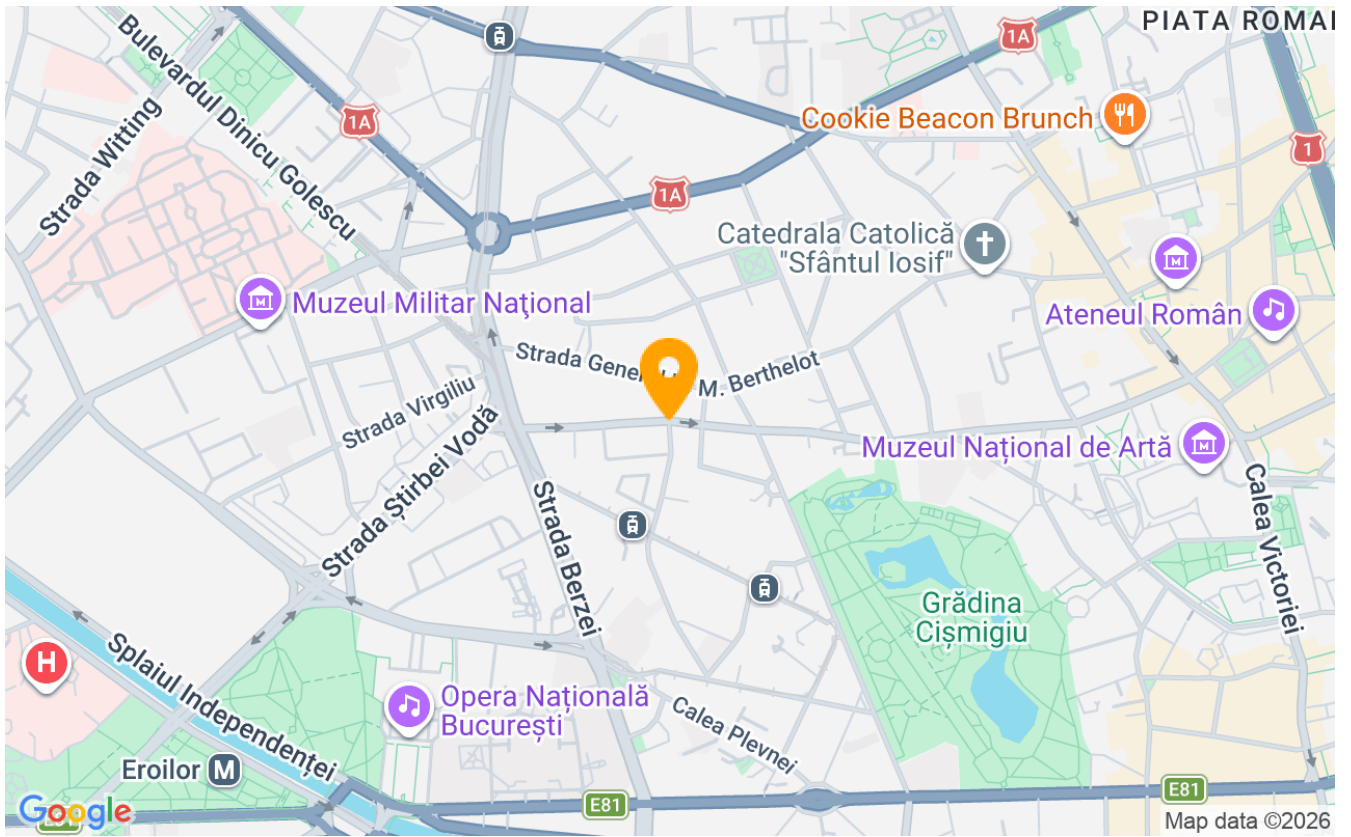 PIATA ROMAI
1A
Bulevardul Dinicu Golescu
Cookie Beacon Brunch
1A
Strada Witting
1
1A
Catedrala Catolică
"Sfântul Iosif"
Muzeul Militar Naţional
Ateneul Român
Strada Gene
M. Berthelot
Strada Virgiliu
Muzeul Național de Artă
Strada Știrbei Vodă
Calea Victoriei
Strada Berzei
Grădina
Cișmigiu
H
Splaiul Independenței
Opera Națională
București
Calea Plevnei
Eroilor M
E81
E81
Google
Map data ©2026